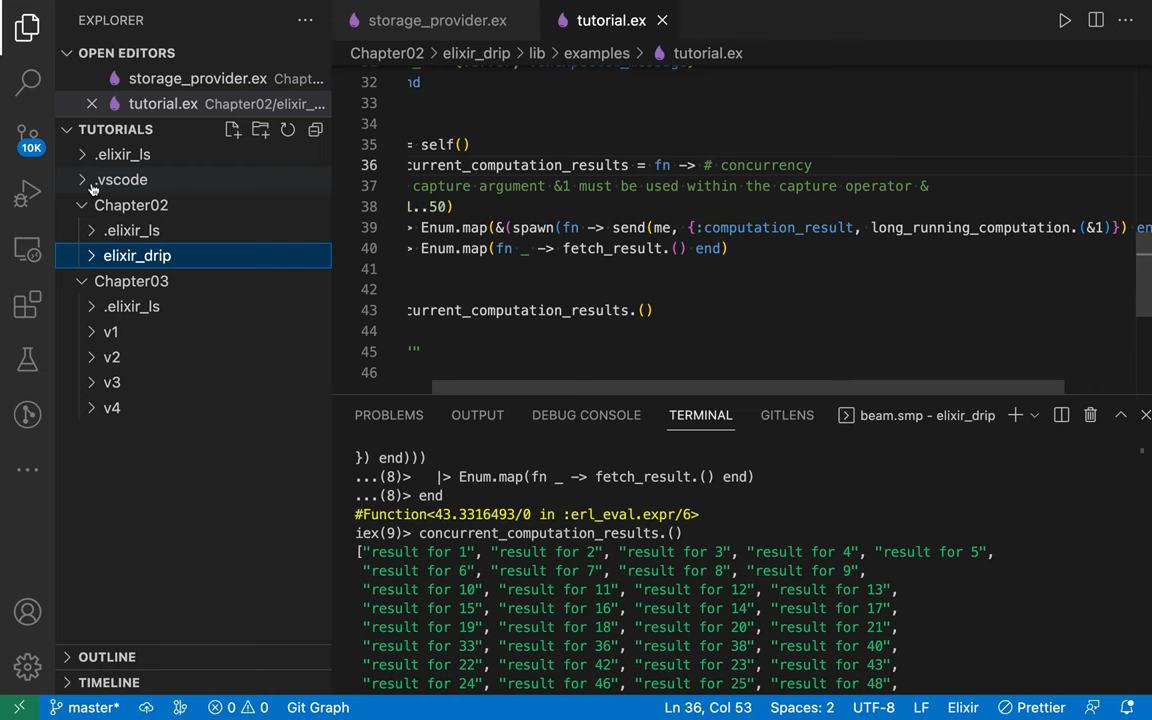 EXPLORER
OPEN EDITORS
storage_provider.ex Chapt...
tutorial.ex Chapter02/elixir_...
TUTORIALS
10K
.elixir_ls
.vscode
Chapter02
.elixir_ls
elixir_drip
Chapter03
.elixir_ls
v1
v2
v3
v4
OUTLINE
TIMELINE
storage_provider.ex
tutorial.ex
Chapter02 > elixir_drip > lib > examples > tutorial.ex
32 nd
33
34
35 = self()
36 current_computation_results = fn -> # concurrency
37 capture argument &1 must be used within the capture operator &
38 1..50)
39 > Enum.map(&(spawn(fn -> send(me, {:computation_result, long_running_computation.(&1)}) en
40 > Enum.map(fn _ -> fetch_result.() end)
41
42
43 current_computation_results.()
44
45 ""
46
PROBLEMS OUTPUT DEBUG CONSOLE TERMINAL GITLENS
beam.smp - elixir_drip
}) end)))
...(8)> |> Enum.map(fn _ -> fetch_result.() end)
...(8)> end
#Function<43.3316493/0 in :erl_eval.expr/6>
iex(9)> concurrent_computation_results.()
["result for 1", "result for 2", "result for 3", "result for 4", "result for 5",
"result for 6", "result for 7", "result for 8", "result for 9",
"result for 10", "result for 11", "result for 12", "result for 13",
"result for 15", "result for 16", "result for 14", "result for 17",
"result for 19", "result for 18", "result for 20", "result for 21",
"result for 33", "result for 36", "result for 38", "result for 40",
"result for 22", "result for 42", "result for 23", "result for 43",
"result for 24", "result for 46", "result for 25", "result for 48",
master* 0 0 Git Graph Ln 36, Col 53 Spaces: 2 UTF-8 LF Elixir Prettier